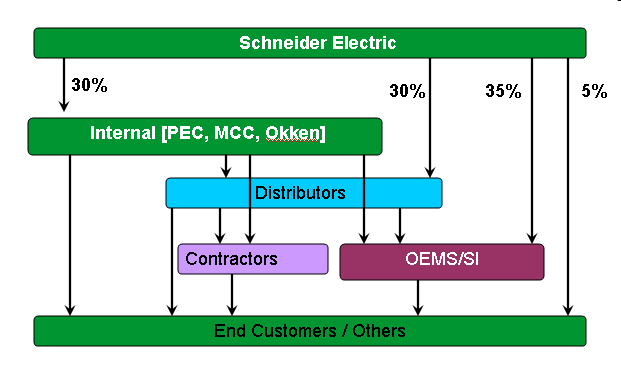 Schneider Electric
30%
30%
35%
5%
Internal [PEC, MCC, Okken]
Distributors
Contractors
OEMS/SI
End Customers / Others